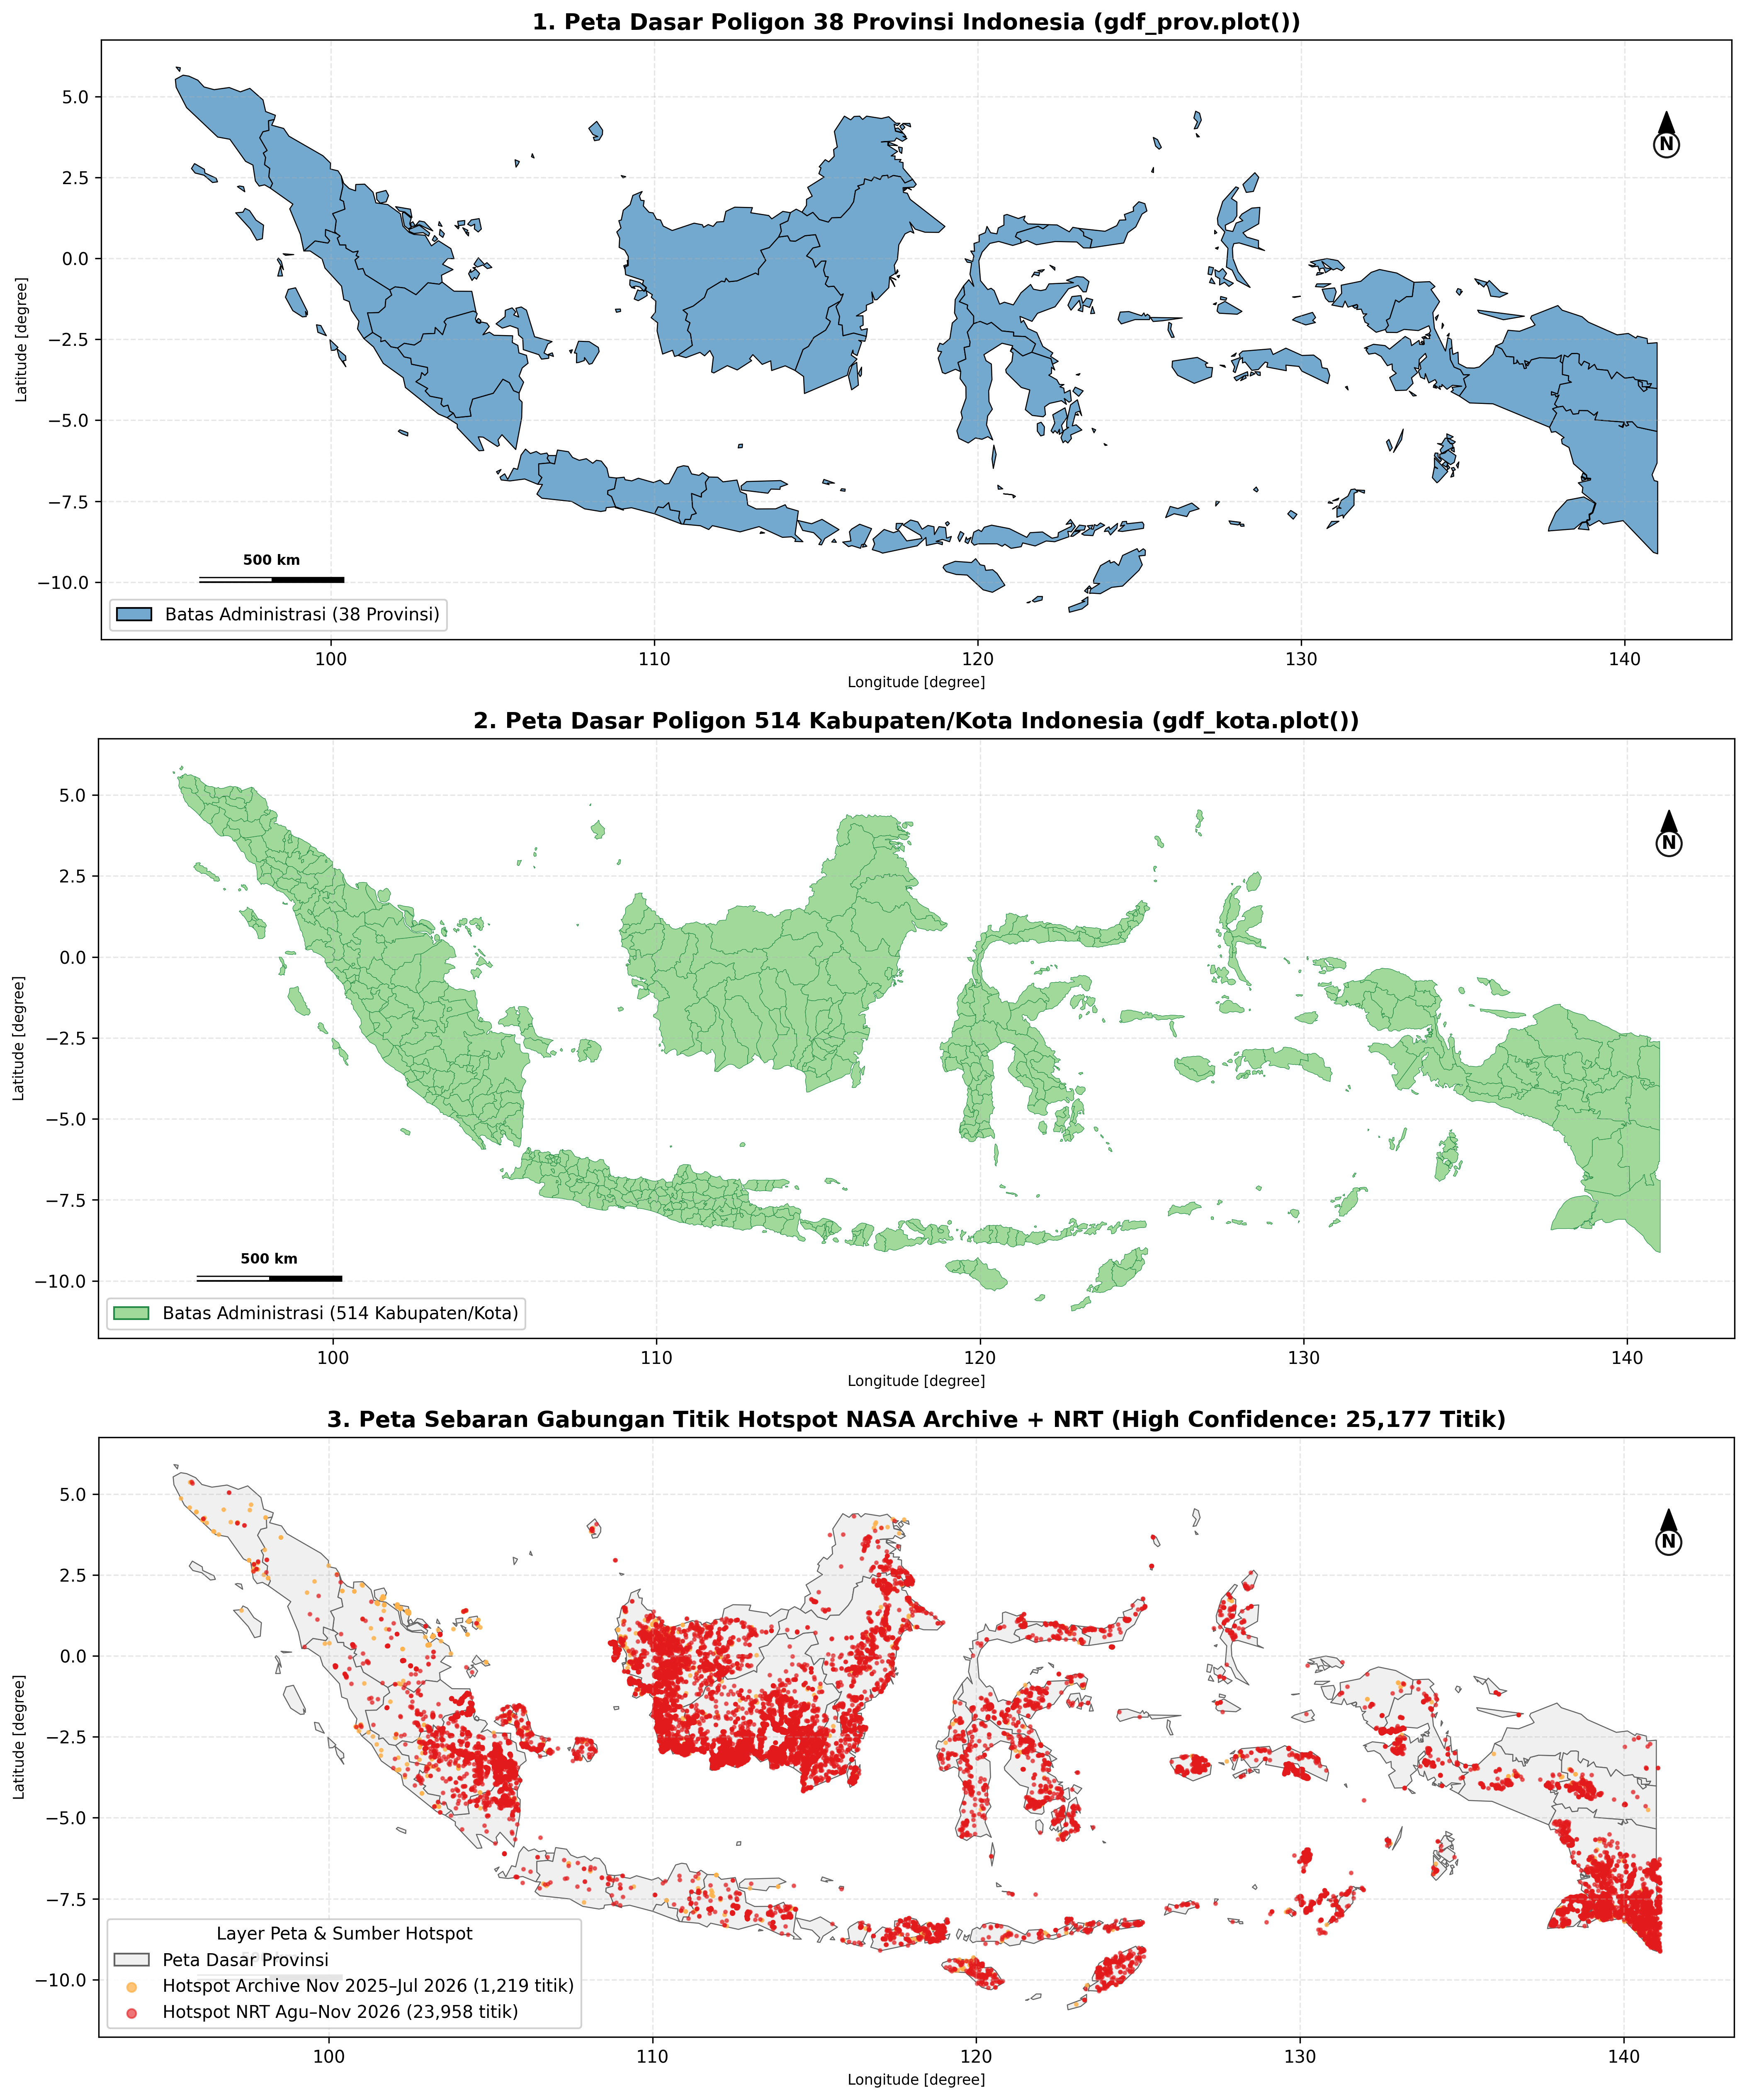 1. Peta Dasar Poligon 38 Provinsi Indonesia (gdf_prov.plot())
5.0
2.5
0.0
−2.5
−5.0
−7.5
−10.0
Latitude [degree]
N
500 km
Batas Administrasi (38 Provinsi)
100 110 120 130 140
Longitude [degree]
2. Peta Dasar Poligon 514 Kabupaten/Kota Indonesia (gdf_kota.plot())
5.0
2.5
0.0
−2.5
−5.0
−7.5
−10.0
Latitude [degree]
N
500 km
Batas Administrasi (514 Kabupaten/Kota)
100 110 120 130 140
Longitude [degree]
3. Peta Sebaran Gabungan Titik Hotspot NASA Archive + NRT (High Confidence: 25,177 Titik)
5.0
2.5
0.0
−2.5
−5.0
−7.5
−10.0
Latitude [degree]
N
Layer Peta & Sumber Hotspot
Peta Dasar Provinsi
Hotspot Archive Nov 2025–Jul 2026 (1,219 titik)
Hotspot NRT Agu–Nov 2026 (23,958 titik)
100 110 120 130 140
Longitude [degree]